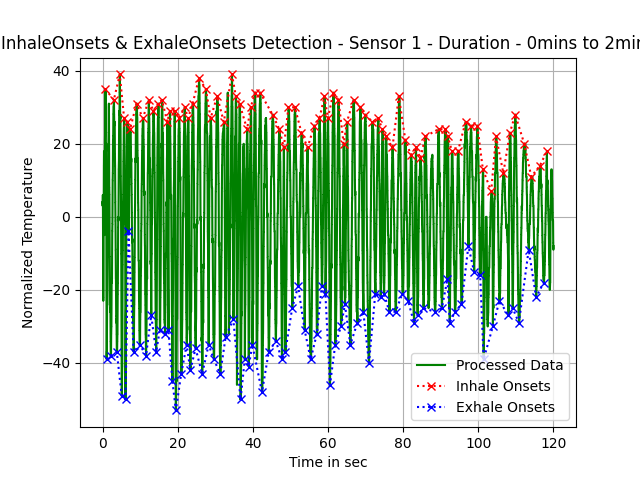 InhaleOnsets & ExhaleOnsets Detection - Sensor 1 - Duration - 0mins to 2min
40
20
0
−20
−40
Normalized Temperature
0
20
40
60
80
100
120
Time in sec
Processed Data
Inhale Onsets
Exhale Onsets